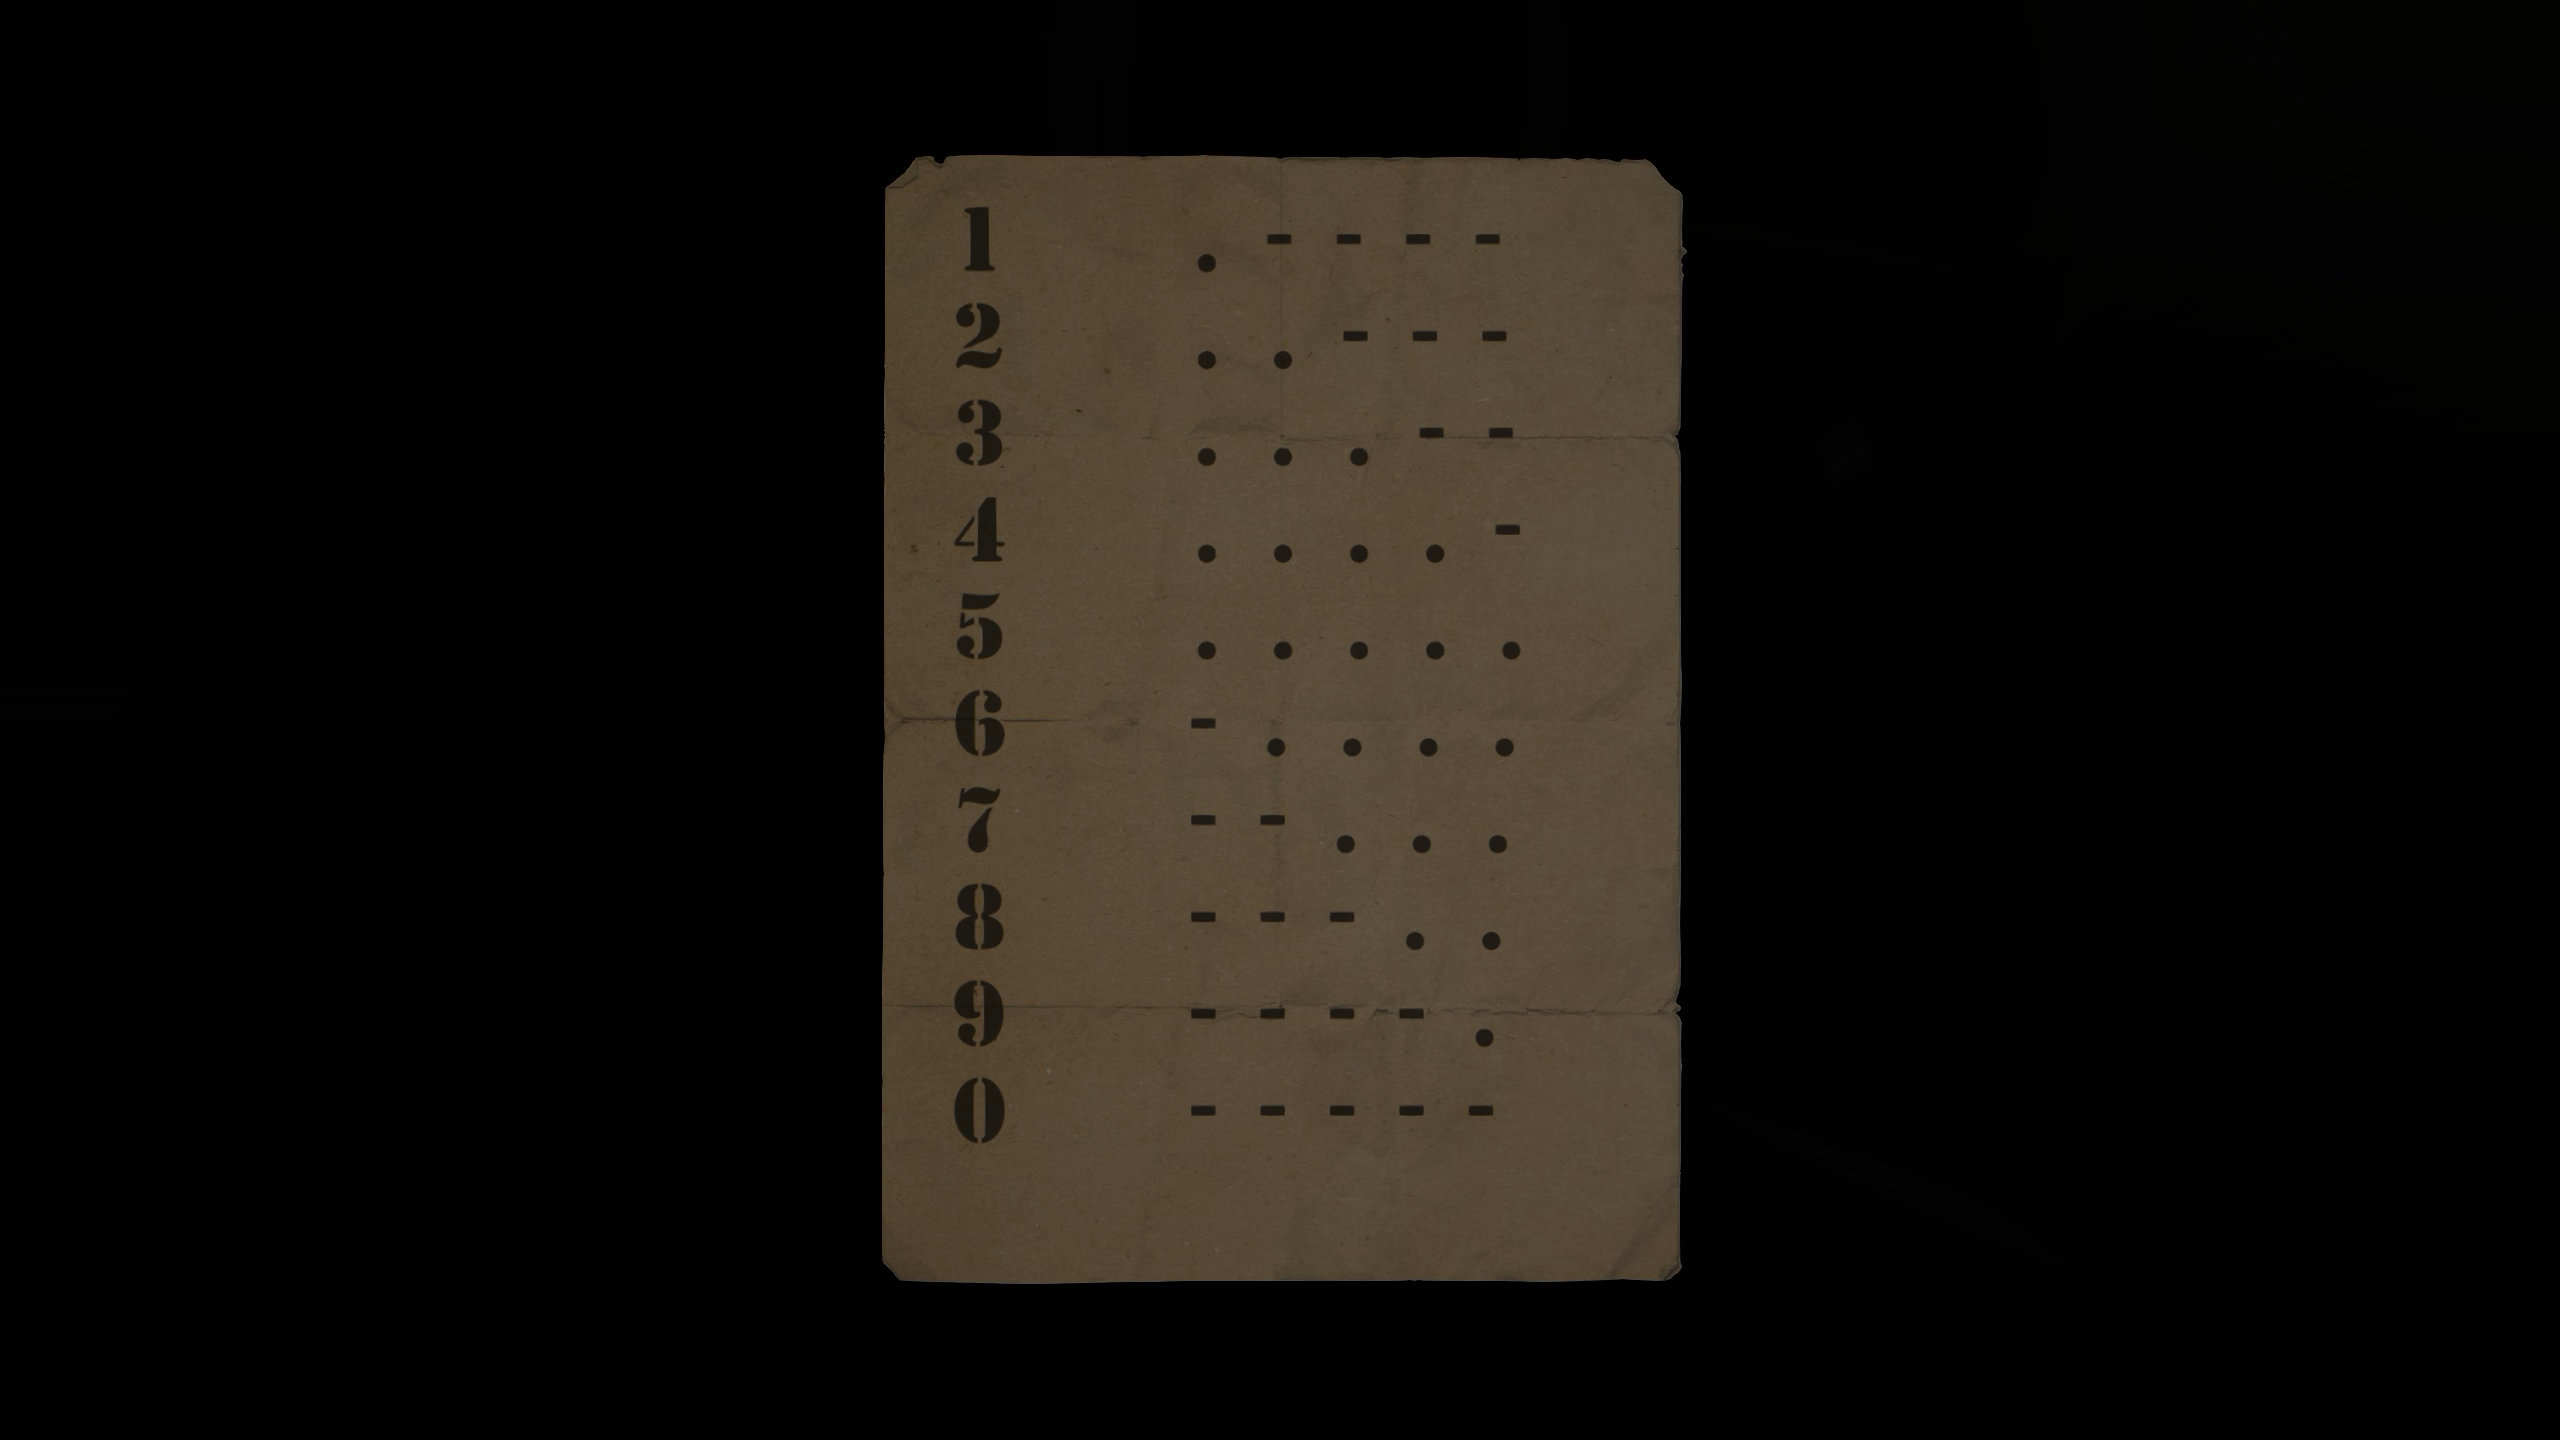 1 . - - - -
2 . . - - -
3 . . . - -
4 . . . . -
5 . . . . .
6 - . . . .
7 - - . . .
8 - - - . .
9 - - - - .
0 - - - - -